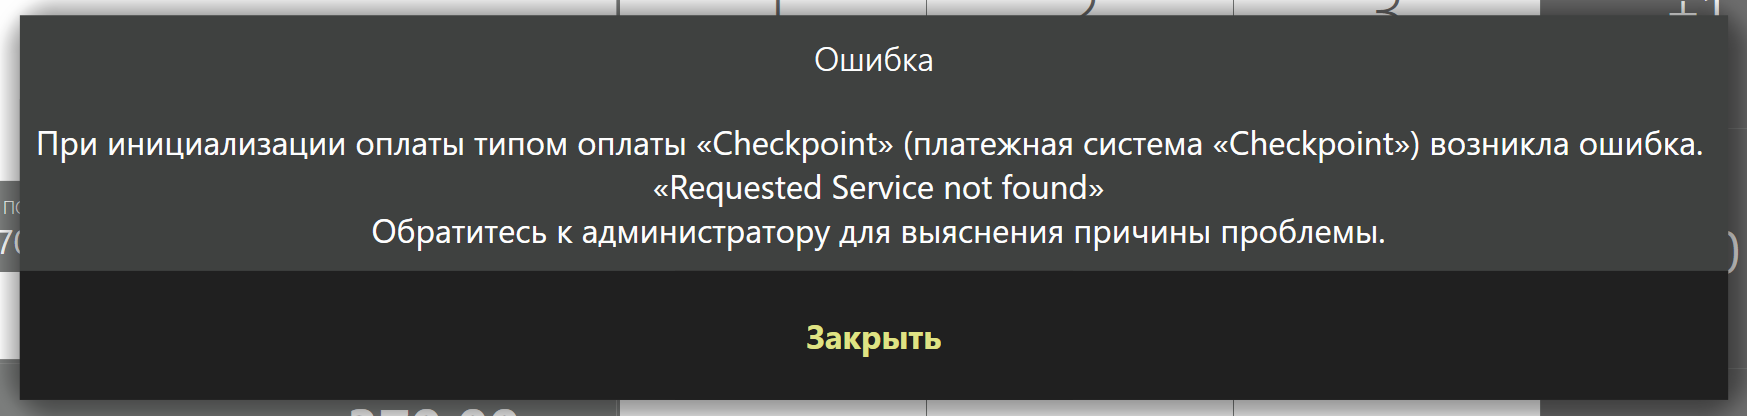 Ошибка
При инициализации оплаты типом оплаты «Checkpoint» (платежная система «Checkpoint») возникла ошибка.
«Requested Service not found»
Обратитесь к администратору для выяснения причины проблемы.
Закрыть